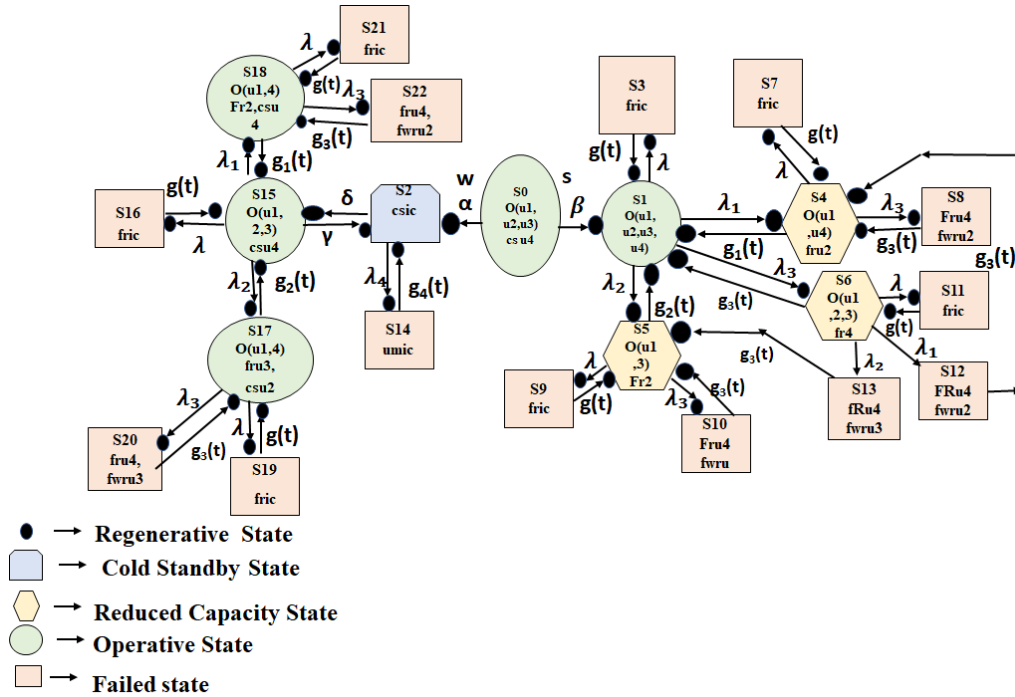 S21
fric
λ
g(t)
S18
O(u1,4)
Fr2,csu
4
λ3
S22
fru4,
fwru2
g3(t)
λ1
g1(t)
S16
fric
g(t)
λ
S15
O(u1,
2,3)
csu4
δ
γ
S2
csic
w
α
S0
O(u1,
u2,u3)
cs u4
s
β
λ4
g4(t)
S14
umic
λ2
g2(t)
S17
O(u1,4)
fru3,
csu2
λ3
g3(t)
λ
g(t)
S20
fru4,
fwru3
S19
fric
S3
fric
g(t)
λ
S1
O(u1,
u2,u3,
u4)
λ1
g1(t)
λ3
g3(t)
λ2
g2(t)
S7
fric
g(t)
λ
S4
O(u1
,u4)
fru2
λ3
g3(t)
S8
Fru4
fwru2
g3(t)
S6
O(u1
,2,3)
fr4
λ
g(t)
S11
fric
λ1
λ2
S12
FRu4
fwru2
S13
fRu4
fwru3
g3(t)
S5
O(u1
,3)
Fr2
λ
g(t)
S9
fric
λ3
g3(t)
S10
Fru4
fwru
Regenerative State
Cold Standby State
Reduced Capacity State
Operative State
Failed state